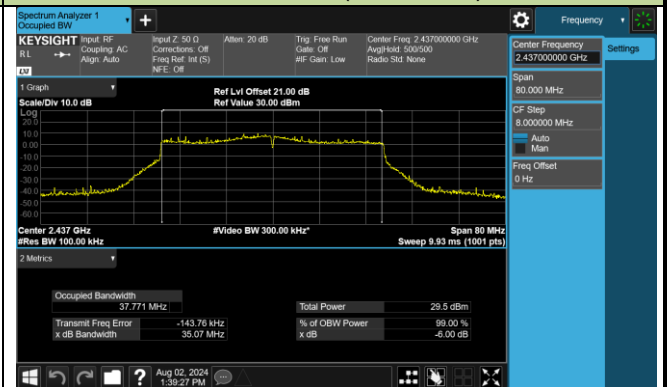 Spectrum Analyzer 1
Occupied BW
+
Frequency
KEYSIGHT
RL
Input: RF
Coupling: AC
Align: Auto
Input Z: 50 Ω
Corrections: Off
Freq Ref: Int (S)
NFE: Off
Atten: 20 dB
Trig: Free Run
Gate: Off
#IF Gain: Low
Center Freq: 2.437000000 GHz
Avg|Hold: 500/500
Radio Std: None
Center Frequency
2.437000000 GHz
Settings
Span
80.000 MHz
CF Step
8.000000 MHz
Auto
Man
Freq Offset
0 Hz
1 Graph
Scale/Div 10.0 dB
Ref Lvl Offset 21.00 dB
Ref Value 30.00 dBm
Log
20.0
10.0
0.00
-10.0
-20.0
-30.0
-40.0
-50.0
-60.0
Center 2.437 GHz
#Res BW 100.00 kHz
#Video BW 300.00 kHz*
Span 80 MHz
Sweep 9.93 ms (1001 pts)
2 Metrics
Occupied Bandwidth
37.771 MHz
Total Power 29.5 dBm
Transmit Freq Error -143.76 kHz
% of OBW Power 99.00 %
x dB Bandwidth 35.07 MHz
x dB -6.00 dB
?
Aug 02, 2024
1:39:27 PM